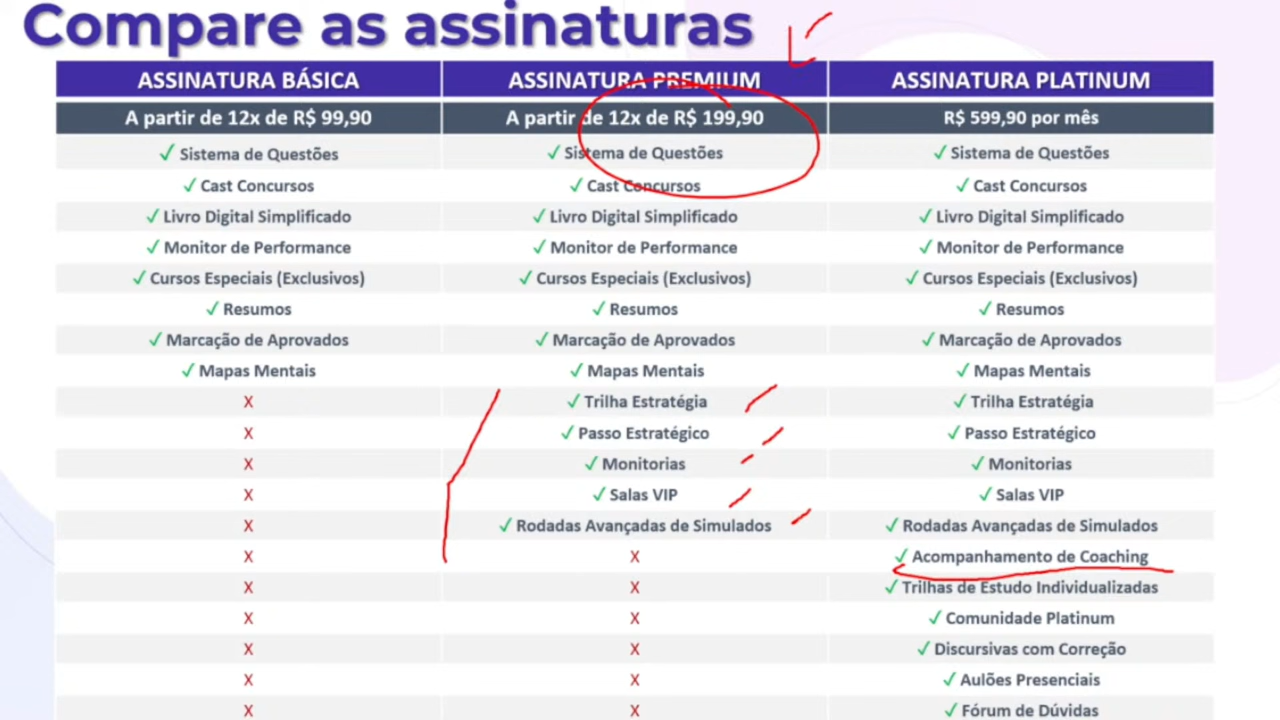 Compare as assinaturas
ASSINATURA BÁSICA ASSINATURA PREMIUM ASSINATURA PLATINUM
A partir de 12x de R$ 99,90 A partir de 12x de R$ 199,90 R$ 599,90 por mês
✓ Sistema de Questões ✓ Sistema de Questões ✓ Sistema de Questões
✓ Cast Concursos ✓ Cast Concursos ✓ Cast Concursos
✓ Livro Digital Simplificado ✓ Livro Digital Simplificado ✓ Livro Digital Simplificado
✓ Monitor de Performance ✓ Monitor de Performance ✓ Monitor de Performance
✓ Cursos Especiais (Exclusivos) ✓ Cursos Especiais (Exclusivos) ✓ Cursos Especiais (Exclusivos)
✓ Resumos ✓ Resumos ✓ Resumos
✓ Marcação de Aprovados ✓ Marcação de Aprovados ✓ Marcação de Aprovados
✓ Mapas Mentais ✓ Mapas Mentais ✓ Mapas Mentais
X ✓ Trilha Estratégia ✓ Trilha Estratégia
X ✓ Passo Estratégico ✓ Passo Estratégico
X ✓ Monitorias ✓ Monitorias
X ✓ Salas VIP ✓ Salas VIP
X ✓ Rodadas Avançadas de Simulados ✓ Rodadas Avançadas de Simulados
X X ✓ Acompanhamento de Coaching
X X ✓ Trilhas de Estudo Individualizadas
X X ✓ Comunidade Platinum
X X ✓ Discursivas com Correção
X X ✓ Aulões Presenciais
X X ✓ Fórum de Dúvidas